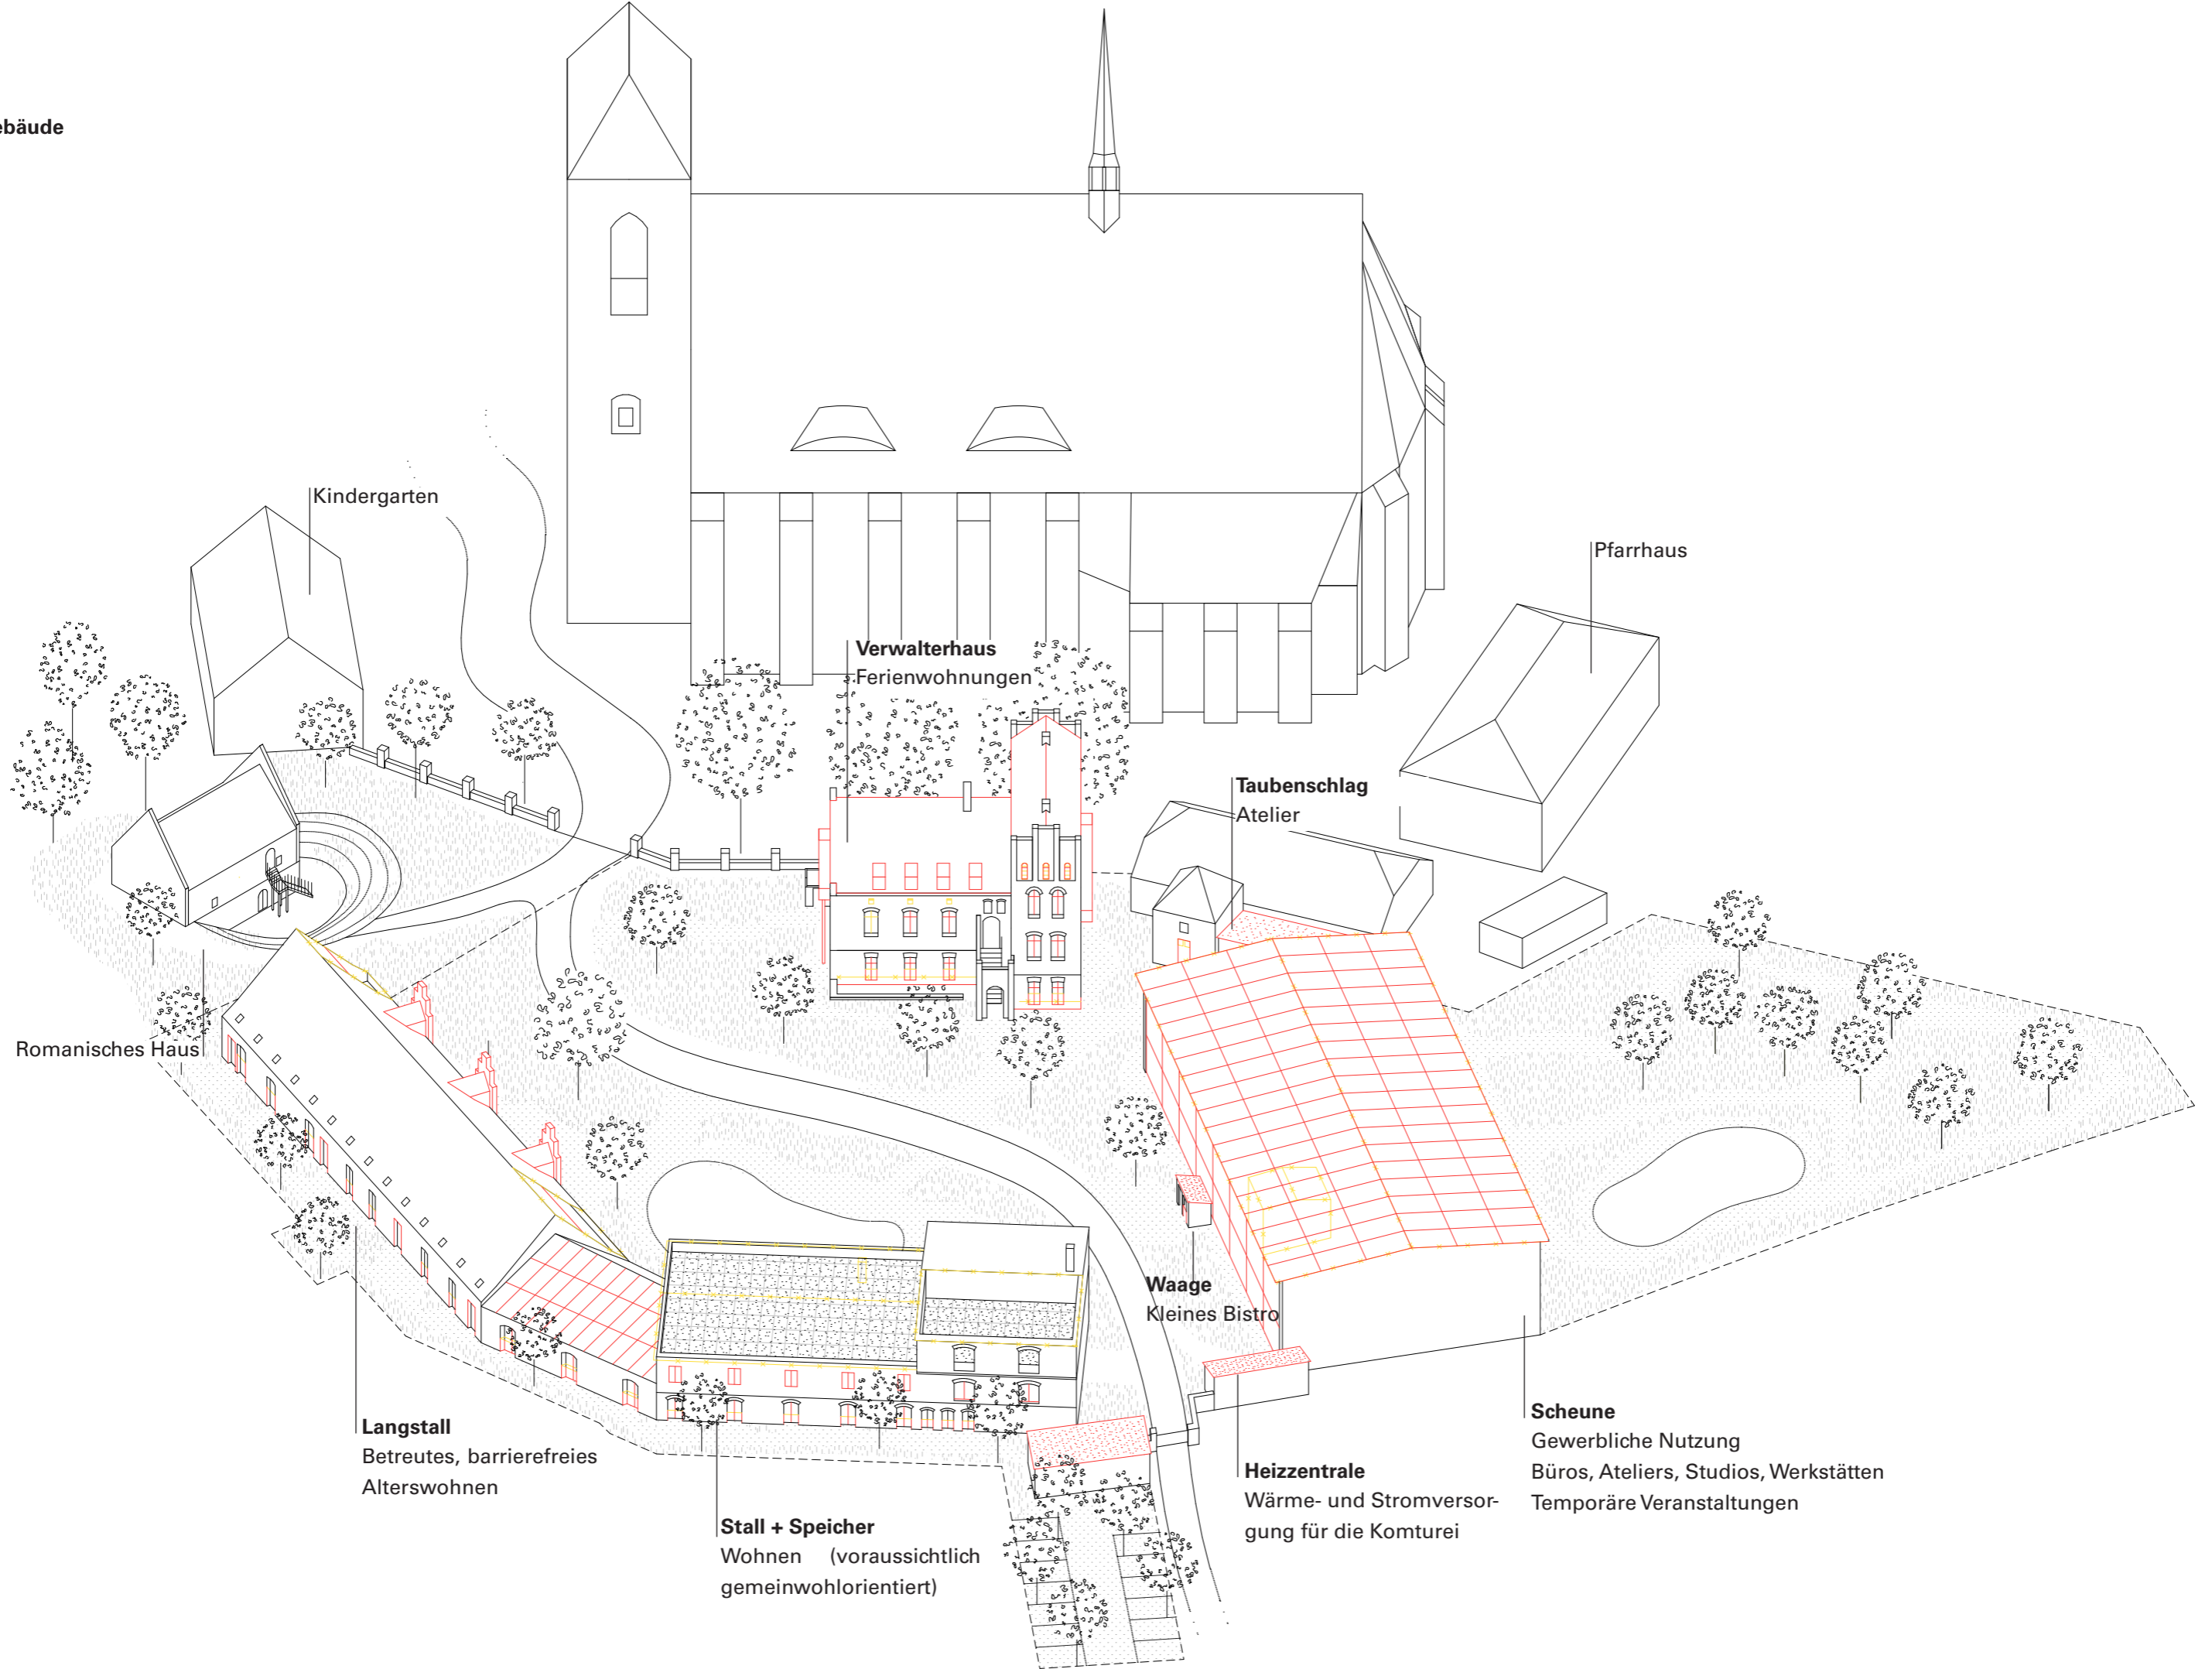 ebäude
Kindergarten
Pfarrhaus
Verwalterhaus
Ferienwohnungen
Taubenschlag
Atelier
Romanisches Haus
Waage
Kleines Bistro
Langstall
Betreutes, barrierefreies
Alterswohnen
Stall + Speicher
Wohnen (voraussichtlich
gemeinwohlorientiert)
Heizzentrale
Wärme- und Stromversor-
gung für die Komturei
Scheune
Gewerbliche Nutzung
Büros, Ateliers, Studios, Werkstätten
Temporäre Veranstaltungen